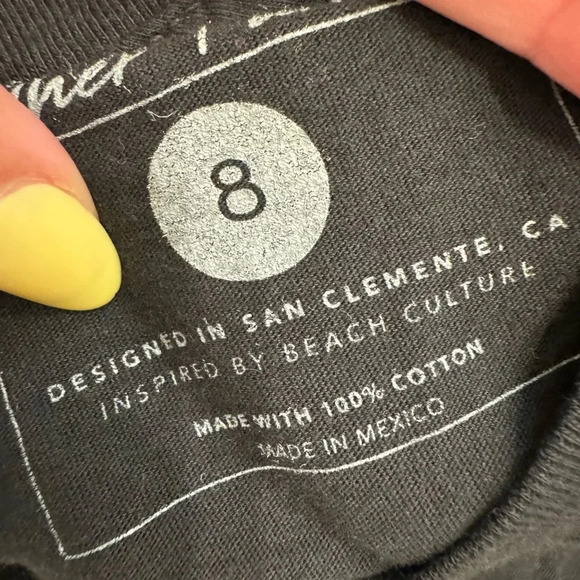 8
DESIGNED IN SAN CLEMENTE, CA
INSPIRED BY BEACH CULTURE
MADE WITH 100% COTTON
MADE IN MEXICO